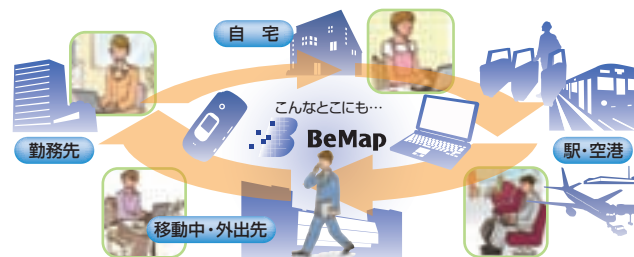 自 宅
こんなとこにも…
BeMap
勤務先
駅・空港
移動中・外出先